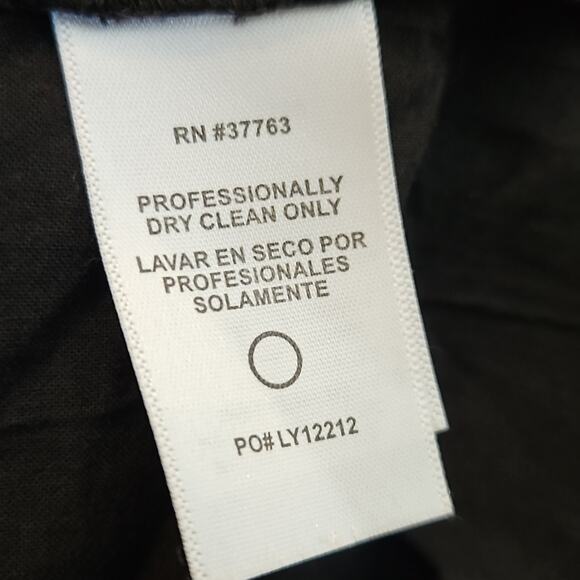 RN #37763
PROFESSIONALLY
DRY CLEAN ONLY
LAVAR EN SECO POR
PROFESIONALES
SOLAMENTE
PO# LY12212